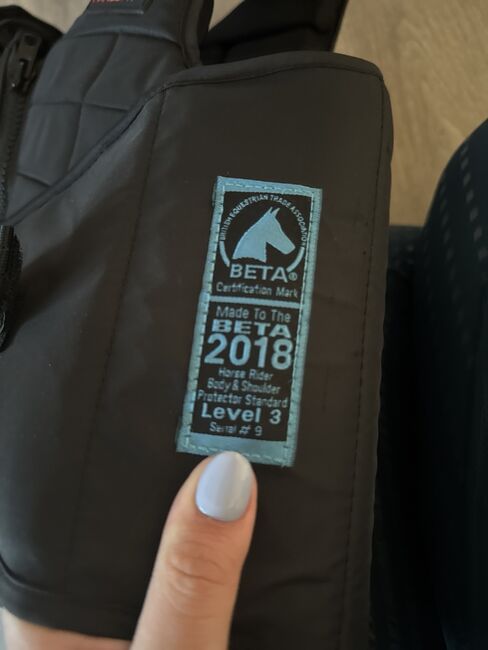 BRITISH EQUESTRIAN TRADE ASSOCIATION
BETA®
Certification Mark
Made To The
BETA
2018
Horse Rider
Body & Shoulder
Protector Standard
Level 3
Serial # 9